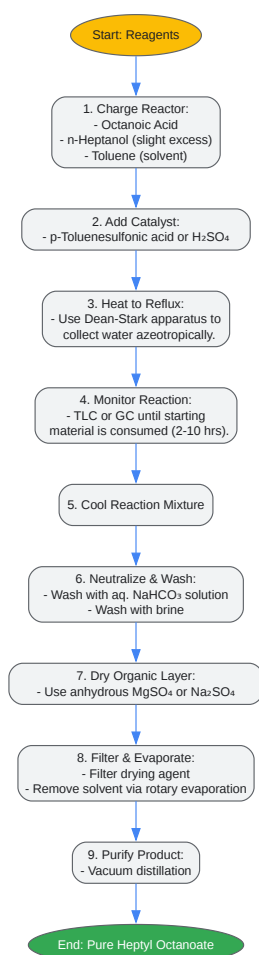 Start: Reagents
1. Charge Reactor:
- Octanoic Acid
- n-Heptanol (slight excess)
- Toluene (solvent)
2. Add Catalyst:
- p-Toluenesulfonic acid or H₂SO₄
3. Heat to Reflux:
- Use Dean-Stark apparatus to
collect water azeotropically.
4. Monitor Reaction:
- TLC or GC until starting
material is consumed (2-10 hrs).
5. Cool Reaction Mixture
6. Neutralize & Wash:
- Wash with aq. NaHCO₃ solution
- Wash with brine
7. Dry Organic Layer:
- Use anhydrous MgSO₄ or Na₂SO₄
8. Filter & Evaporate:
- Filter drying agent
- Remove solvent via rotary evaporation
9. Purify Product:
- Vacuum distillation
End: Pure Heptyl Octanoate